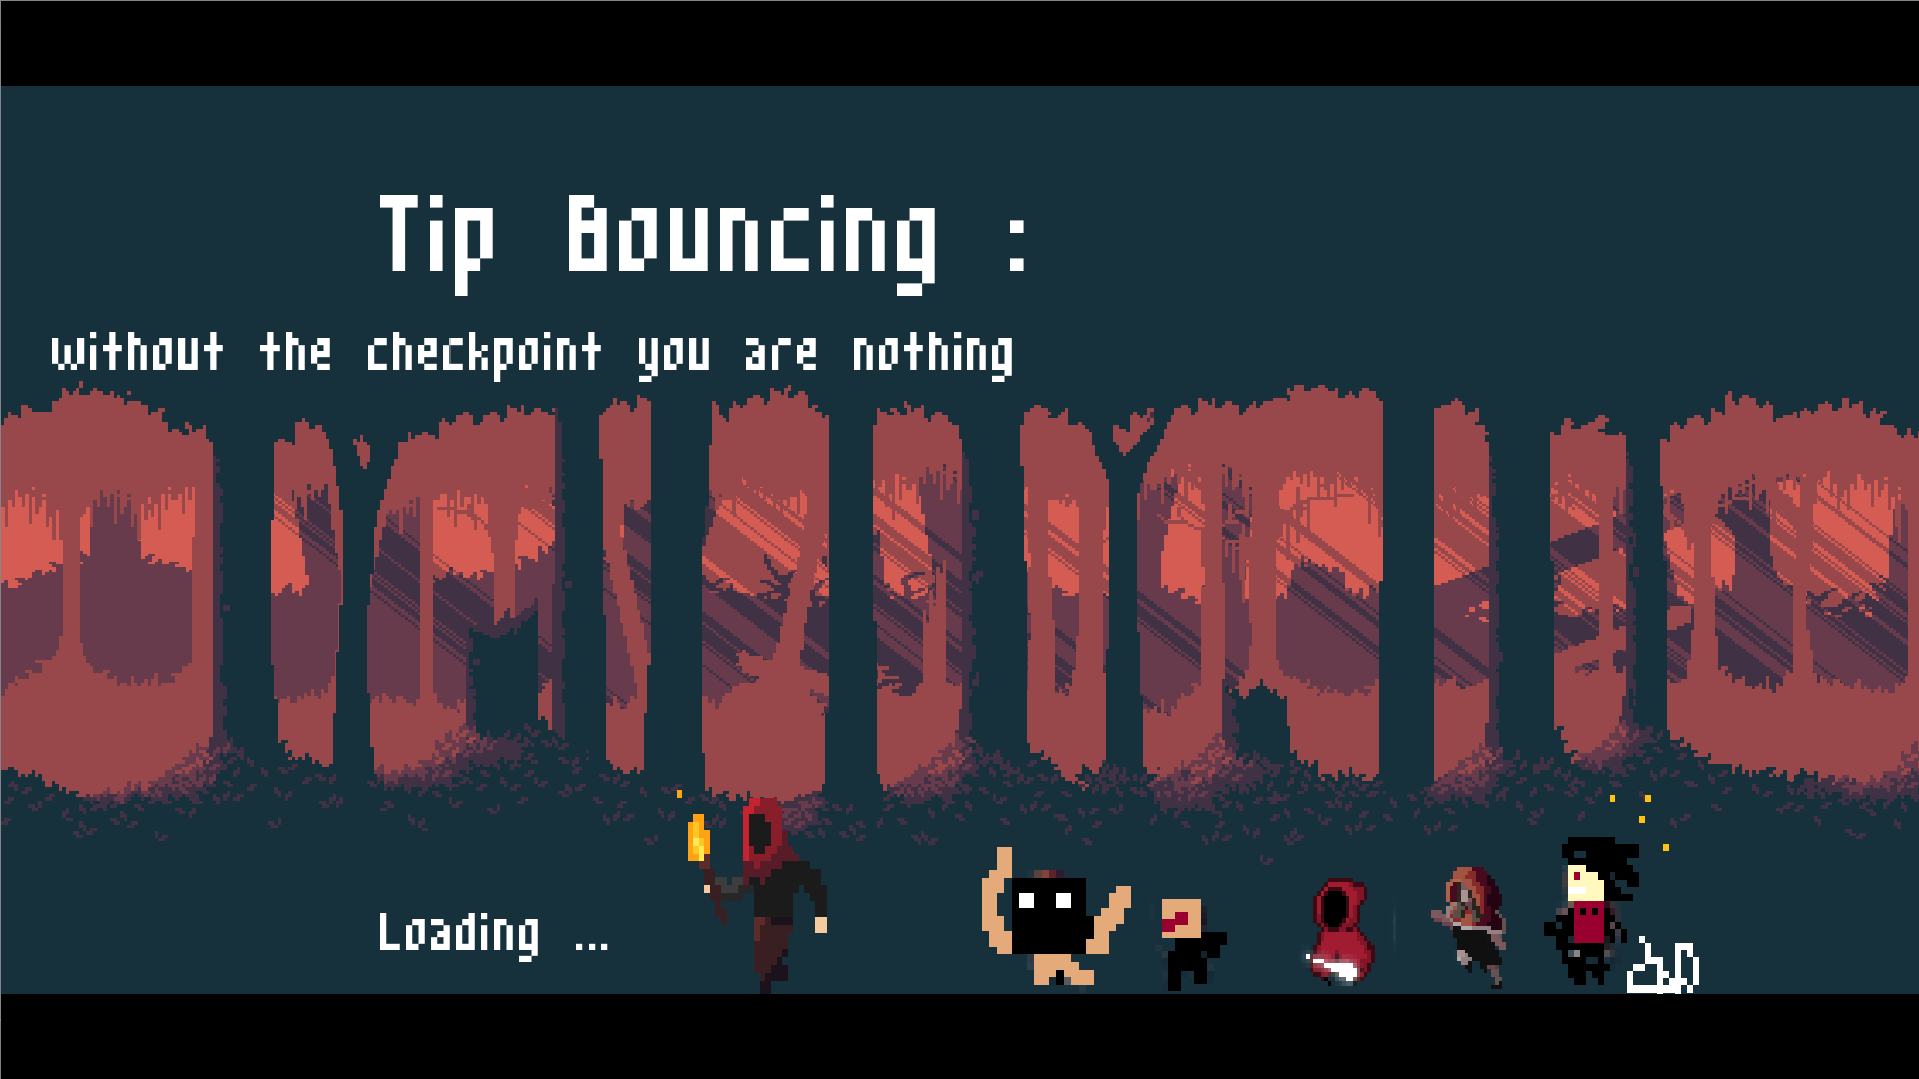 Tip Bouncing :
without the checkpoint you are nothing
Loading ...